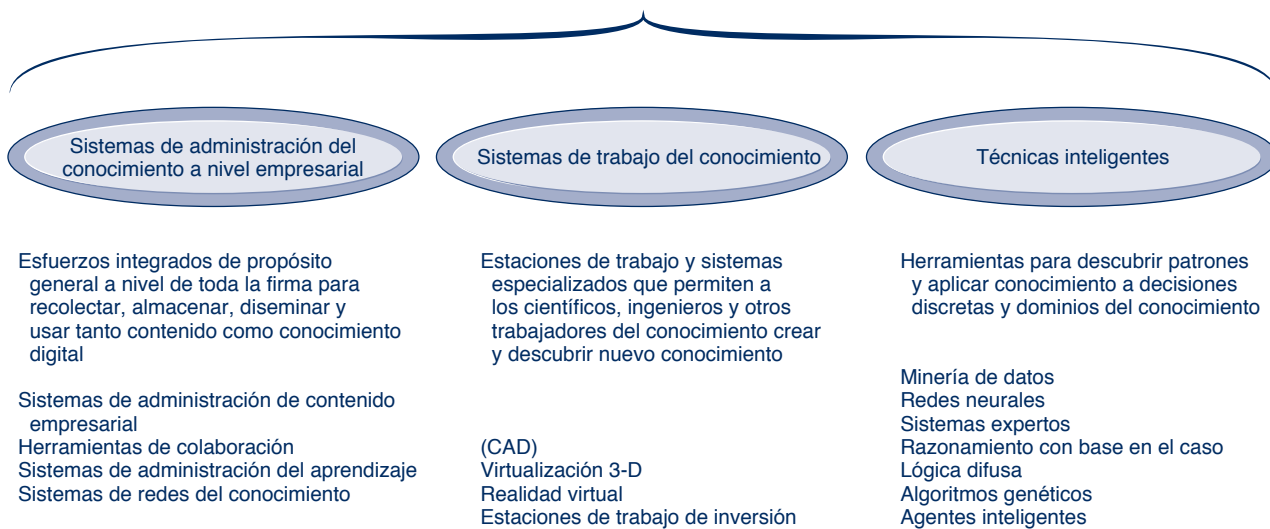 Sistemas de administración del
conocimiento a nivel empresarial
Sistemas de trabajo del conocimiento
Técnicas inteligentes
Esfuerzos integrados de propósito
general a nivel de toda la firma para
recolectar, almacenar, diseminar y
usar tanto contenido como conocimiento
digital
Sistemas de administración de contenido
empresarial
Herramientas de colaboración
Sistemas de administración del aprendizaje
Sistemas de redes del conocimiento
Estaciones de trabajo y sistemas
especializados que permiten a
los científicos, ingenieros y otros
trabajadores del conocimiento crear
y descubrir nuevo conocimiento
(CAD)
Virtualización 3-D
Realidad virtual
Estaciones de trabajo de inversión
Herramientas para descubrir patrones
y aplicar conocimiento a decisiones
discretas y dominios del conocimiento
Minería de datos
Redes neurales
Sistemas expertos
Razonamiento con base en el caso
Lógica difusa
Algoritmos genéticos
Agentes inteligentes